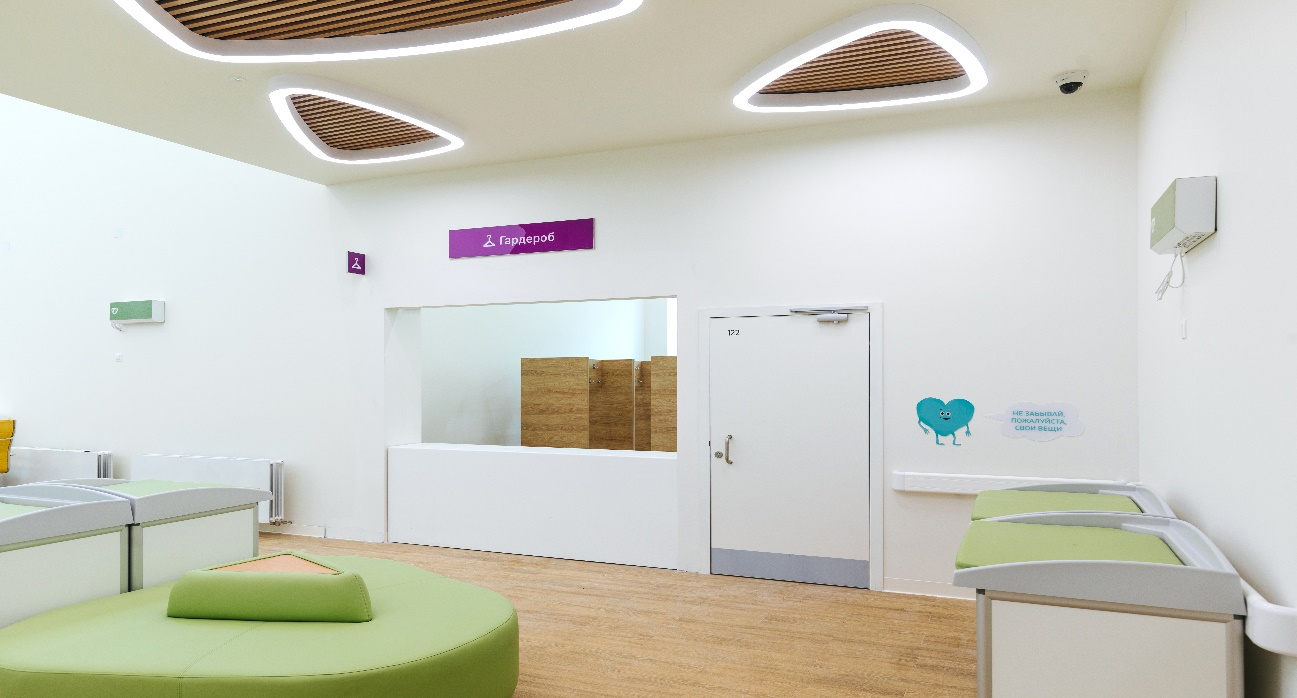 Гардероб
122
НЕ ЗАБЫВАЙ,
ПОЖАЛУЙСТА,
СВОИ ВЕЩИ